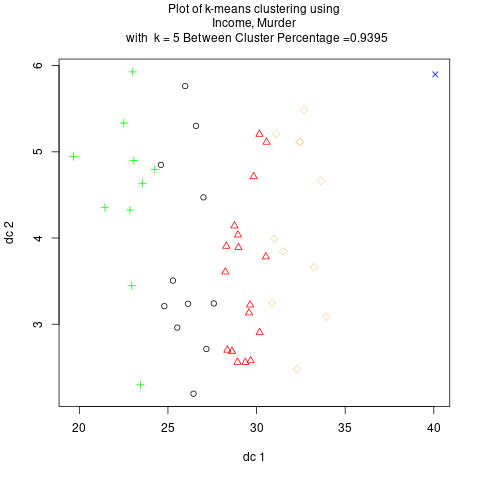 Plot of k-means clustering using
Income, Murder
with k = 5 Between Cluster Percentage =0.9395
6
5
4
3
dc 2
20 25 30 35 40
dc 1